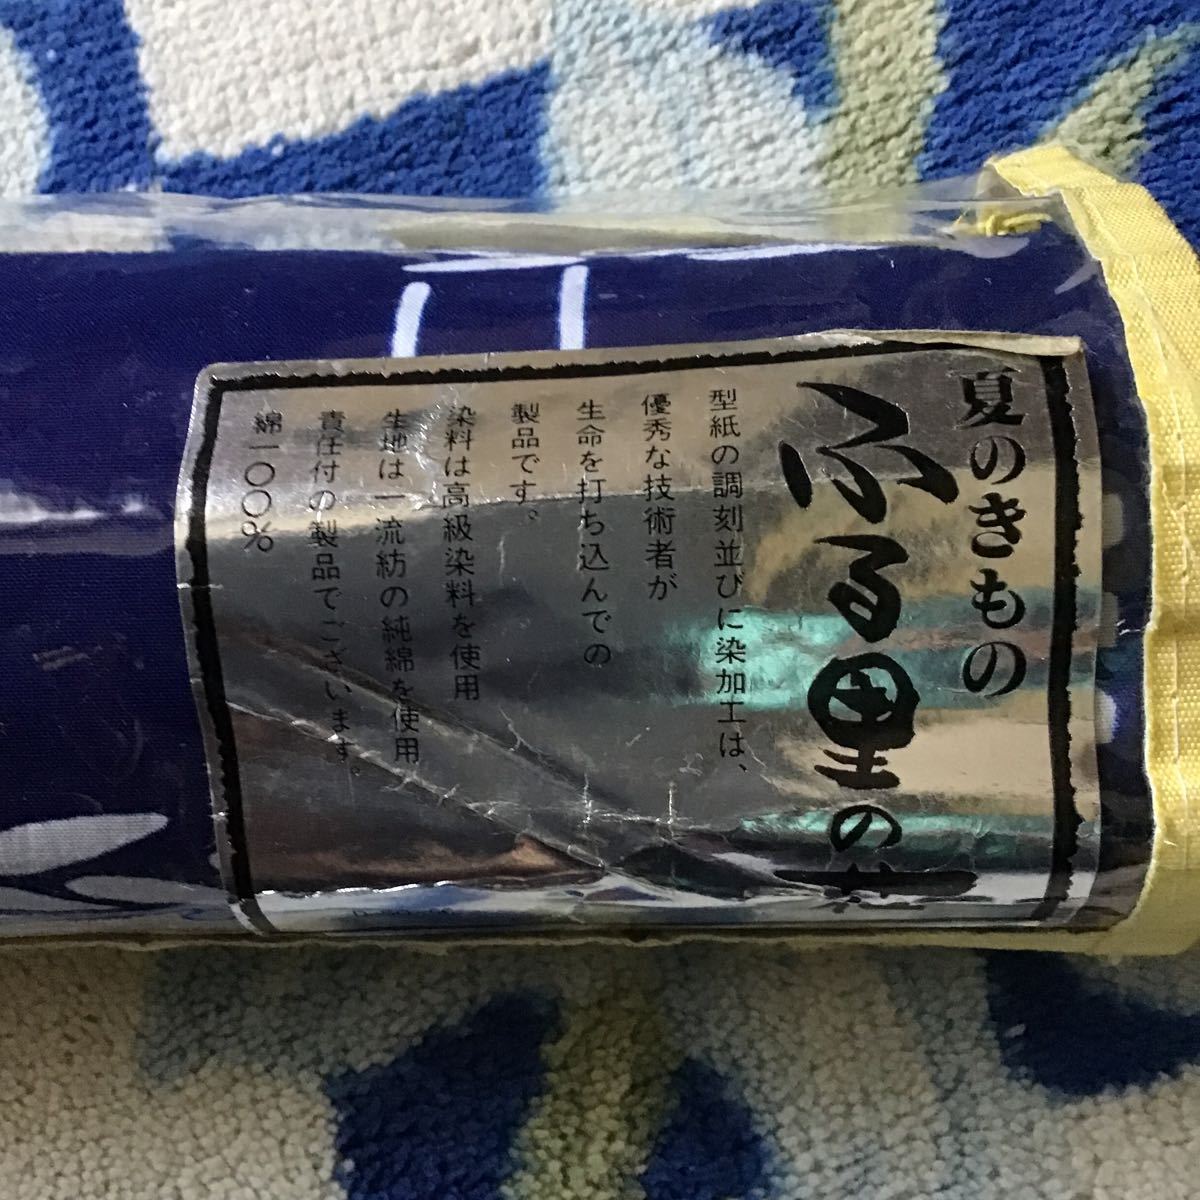 夏のきもの
ふる里の
型紙の調刻並びに染加工は、
優秀な技術者が
生命を打ち込んでの
製品です。
染料は高級染料を使用
生地は一流紡の純綿を使用
責任付の製品でございます。
綿一〇〇%